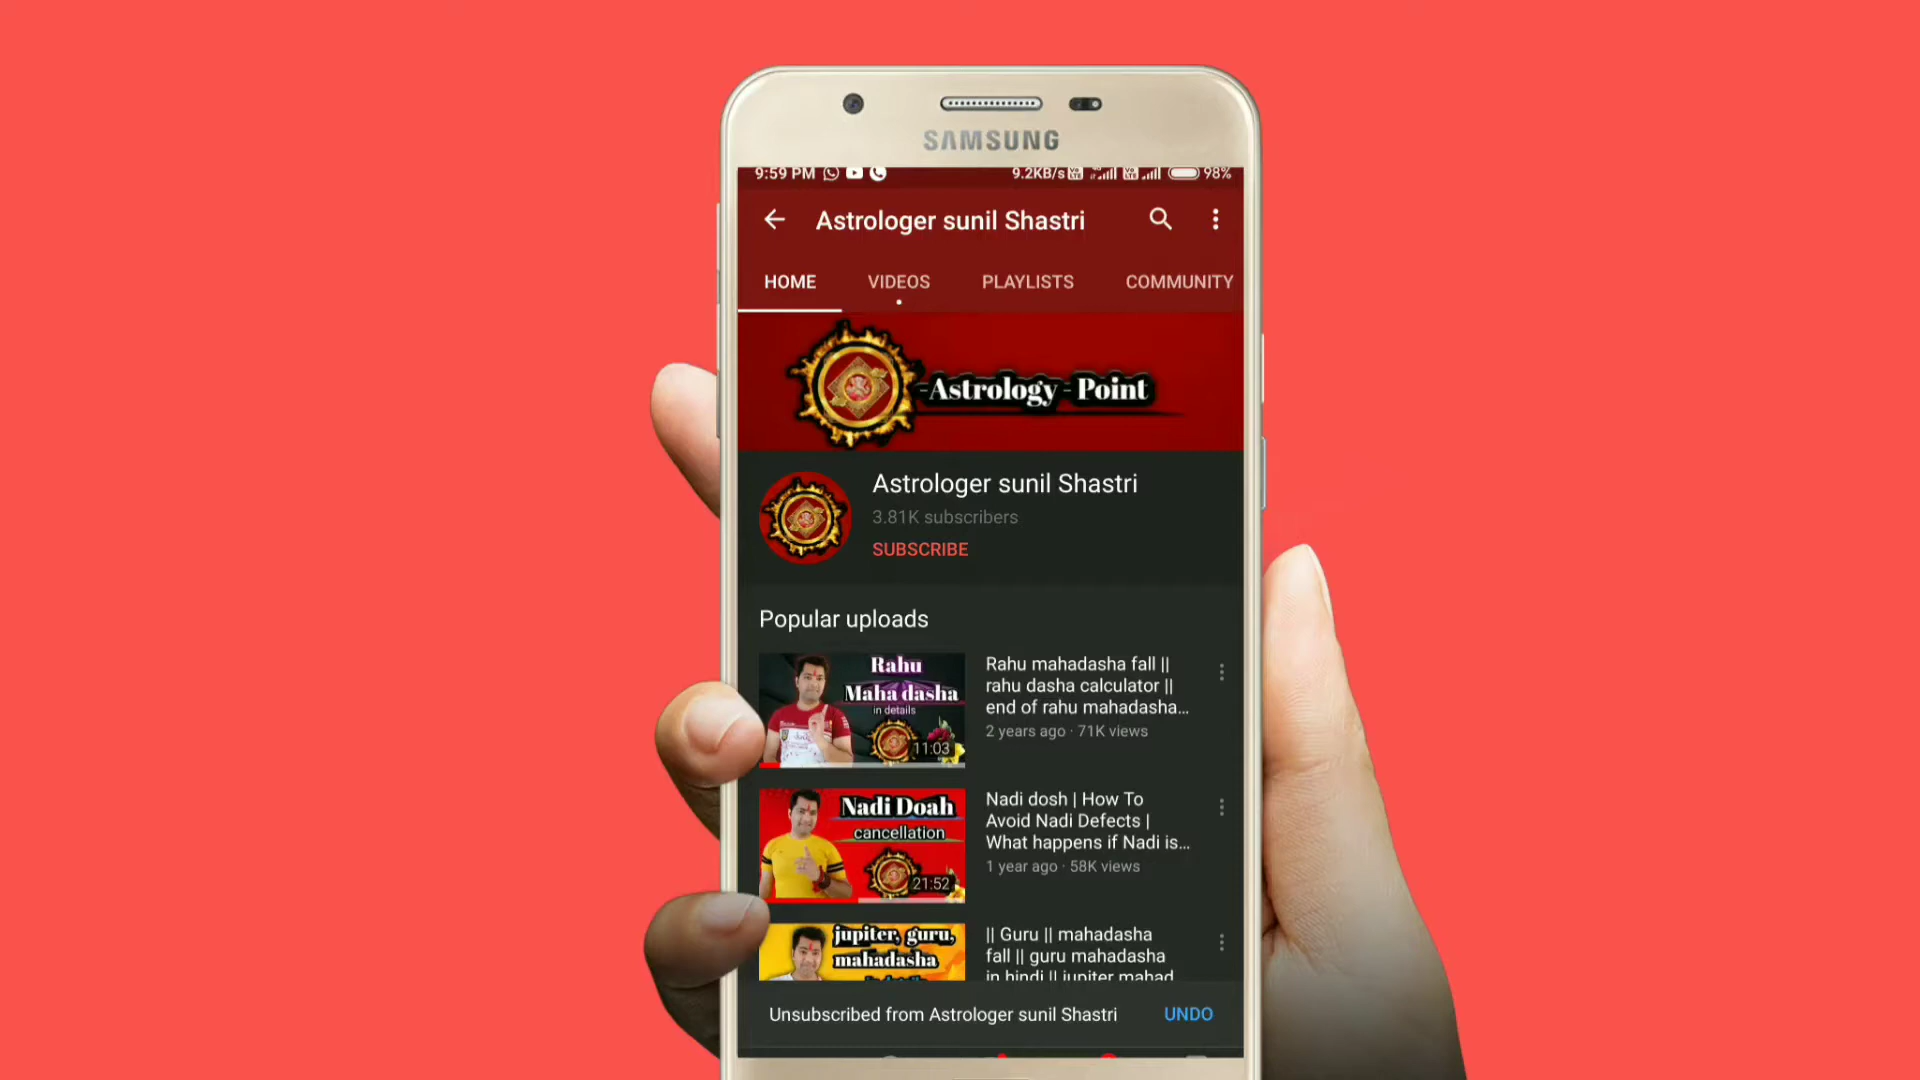 SAMSUNG
9:59 PM 9.2KB/s 98%
Astrologer sunil Shastri
HOME VIDEOS PLAYLISTS COMMUNITY
-Astrology - Point
Astrologer sunil Shastri
3.81K subscribers
SUBSCRIBE
Popular uploads
Rahu
Maha dasha
in details
11:03
Rahu mahadasha fall ||
rahu dasha calculator ||
end of rahu mahadasha...
2 years ago · 71K views
Nadi Doah
cancellation
21:52
Nadi dosh | How To
Avoid Nadi Defects |
What happens if Nadi is...
1 year ago · 58K views
jupiter, guru,
mahadasha
|| Guru || mahadasha
fall || guru mahadasha
in hindi || jupiter mahad
Unsubscribed from Astrologer sunil Shastri UNDO